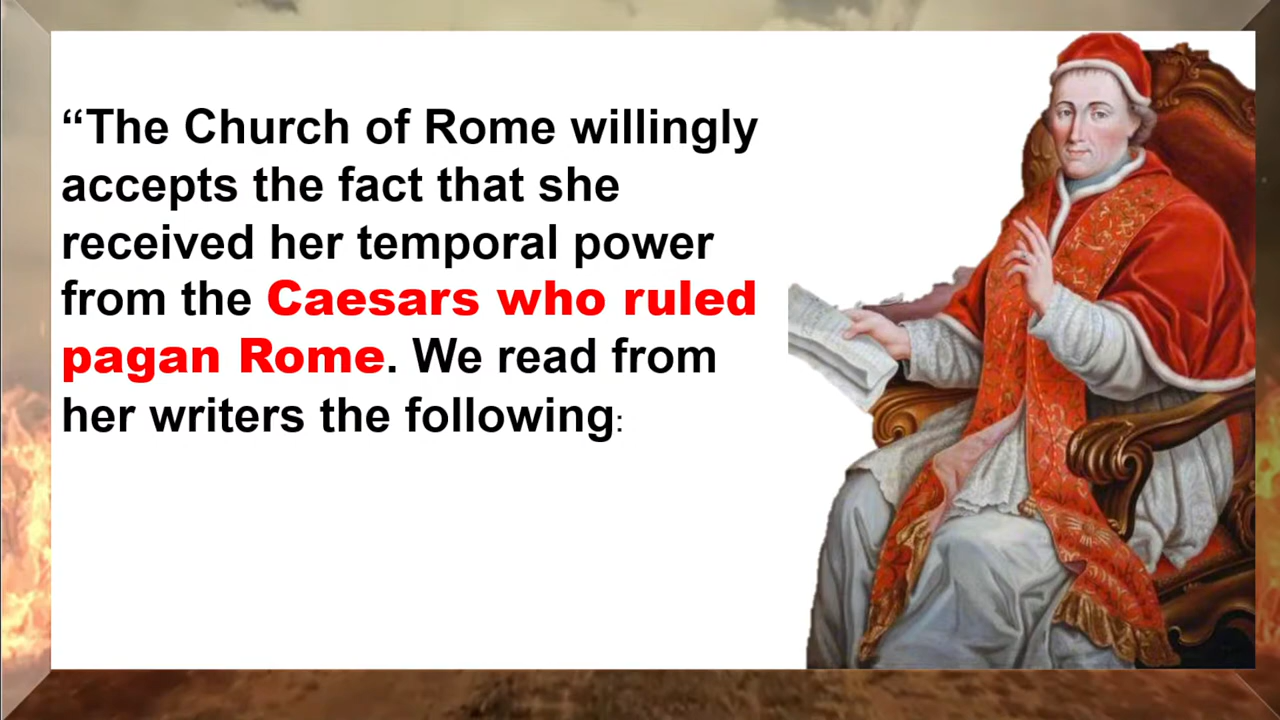 “The Church of Rome willingly
accepts the fact that she
received her temporal power
from the Caesars who ruled
pagan Rome. We read from
her writers the following: